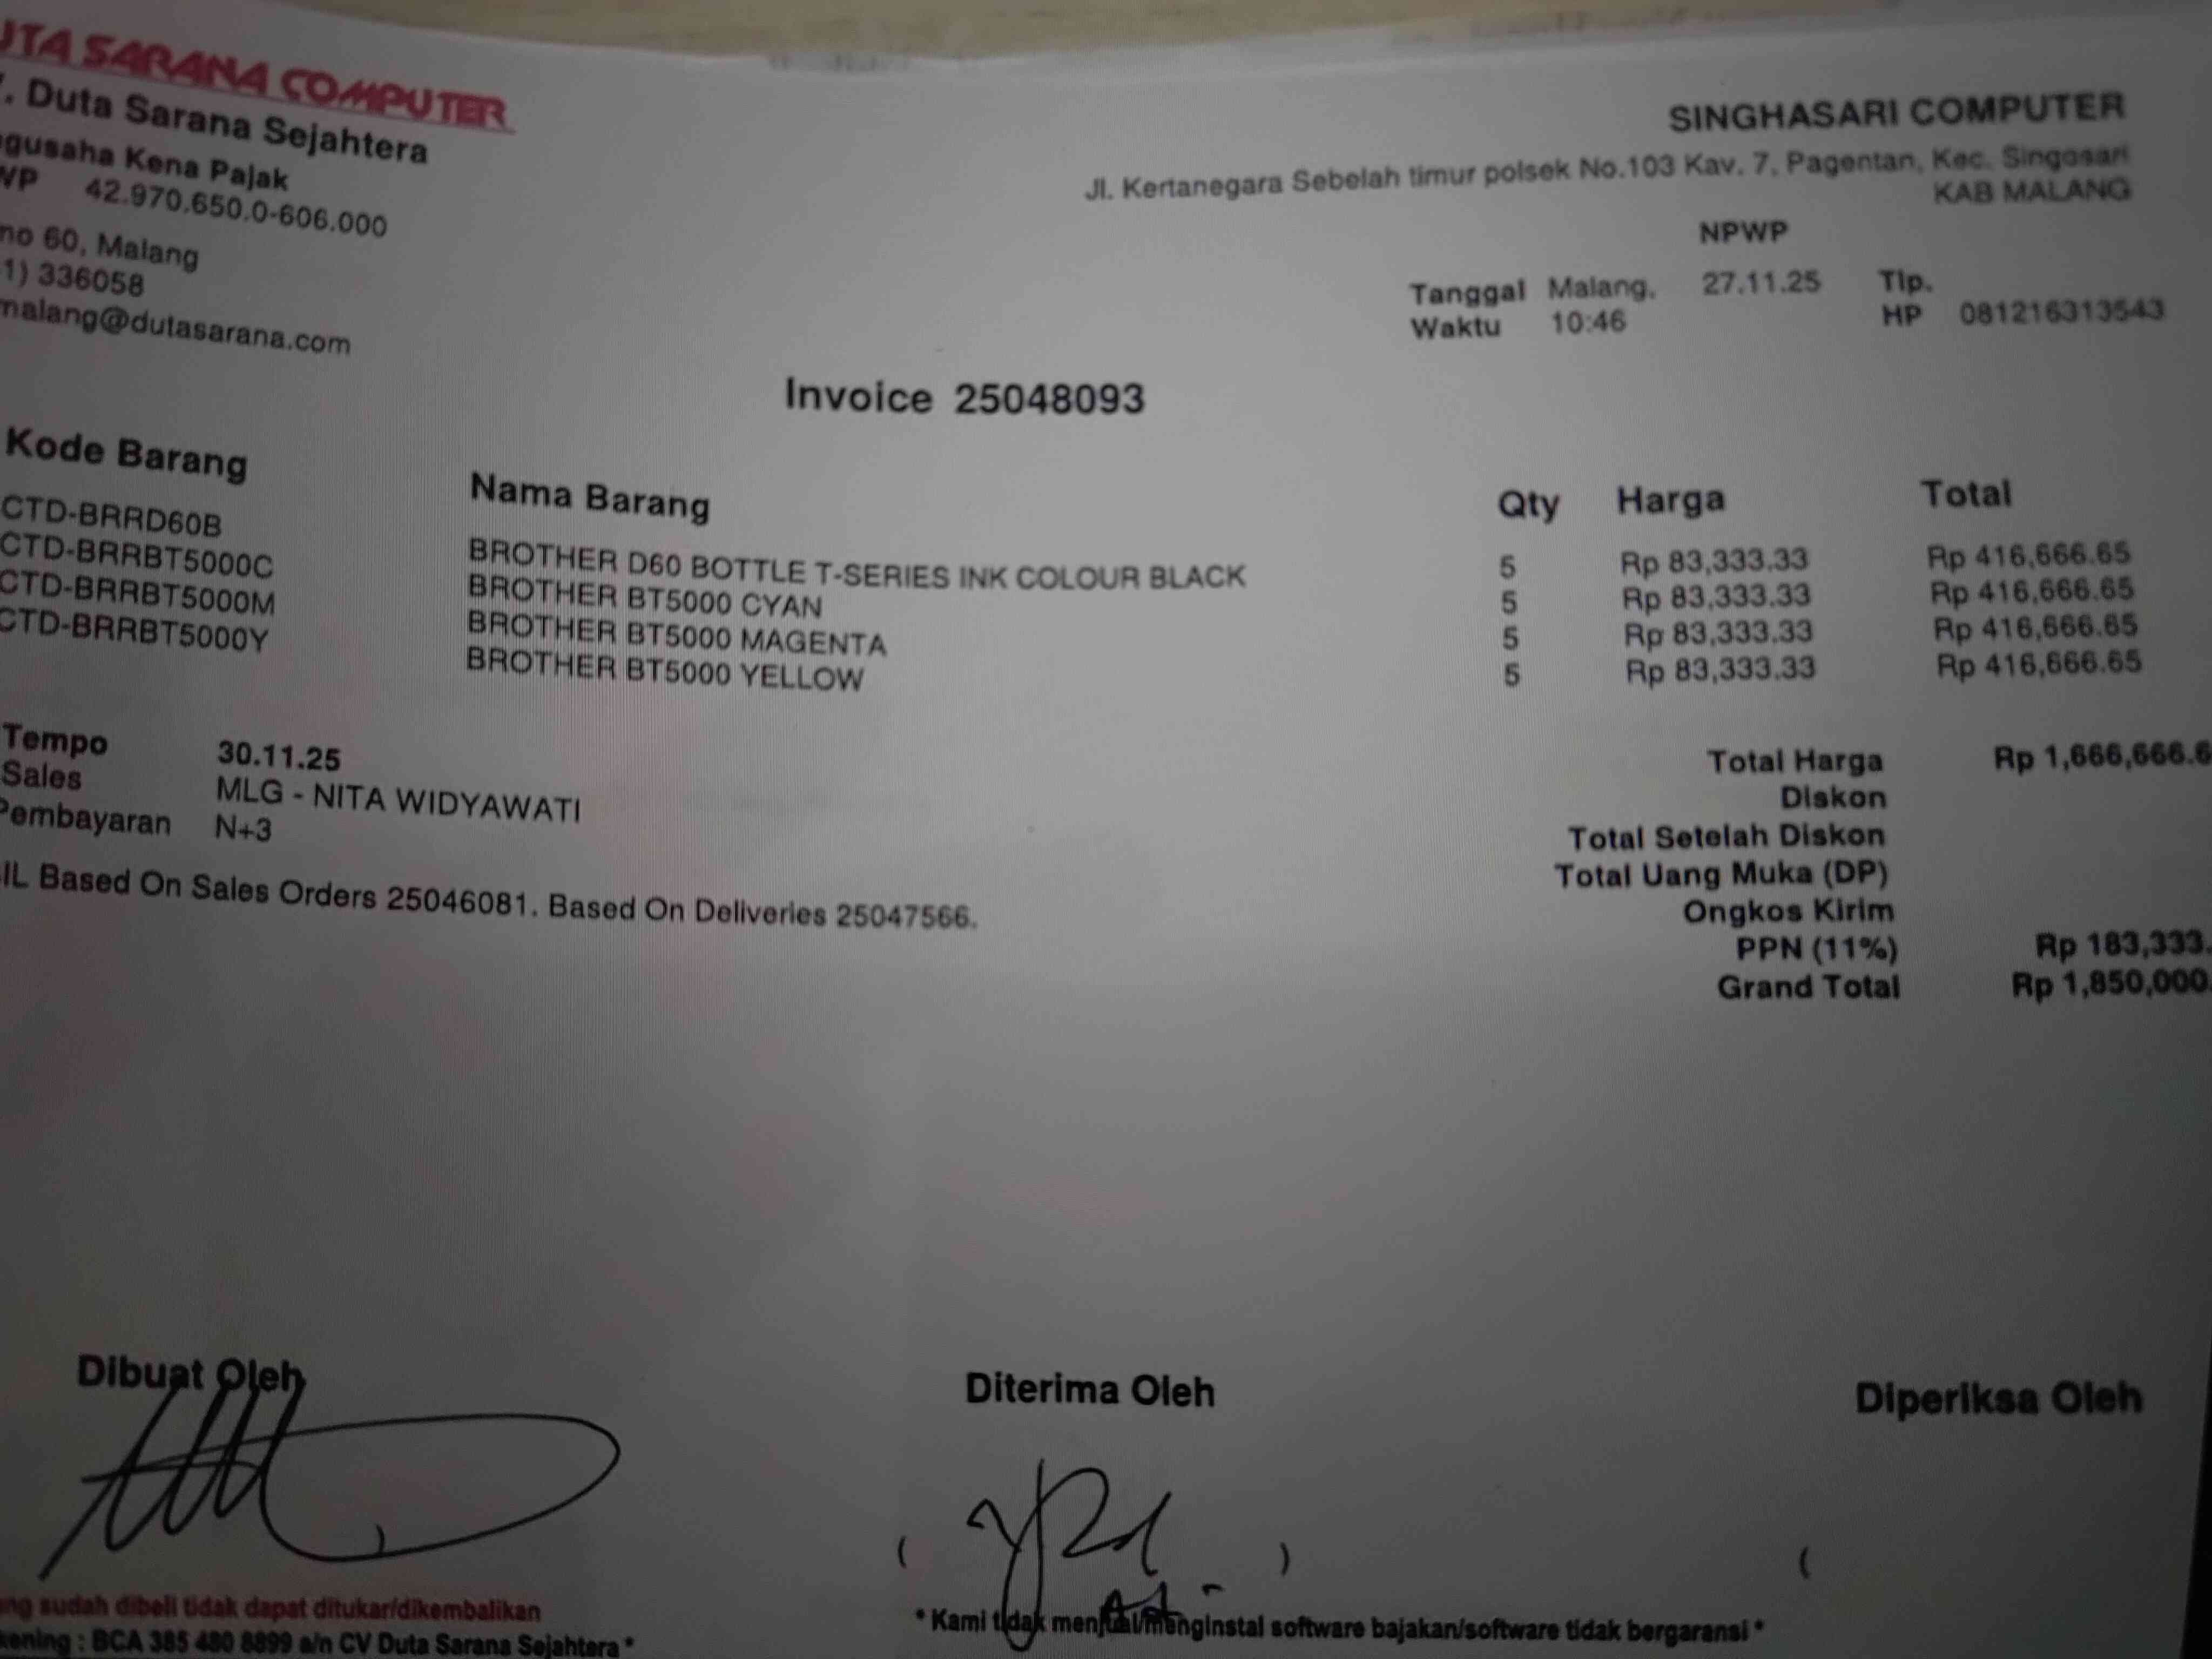 UTA SARANA COMPUTER
. Duta Sarana Sejahtera
gusaha Kena Pajak
WP 42.970.650.0-606.000
no 60, Malang
1) 336058
malang@dutasarana.com
SINGHASARI COMPUTER
Jl. Kertanegara Sebelah timur polsek No.103 Kav. 7, Pagentan, Kec. Singosari
KAB MALANG
NPWP
Tanggal Malang, 27.11.25 Tlp.
Waktu 10:46 HP 081216313543
Invoice 25048093
Kode Barang Nama Barang Qty Harga Total
CTD-BRRD60B BROTHER D60 BOTTLE T-SERIES INK COLOUR BLACK 5 Rp 83,333.33 Rp 416,666.65
CTD-BRRBT5000C BROTHER BT5000 CYAN 5 Rp 83,333.33 Rp 416,666.65
CTD-BRRBT5000M BROTHER BT5000 MAGENTA 5 Rp 83,333.33 Rp 416,666.65
CTD-BRRBT5000Y BROTHER BT5000 YELLOW 5 Rp 83,333.33 Rp 416,666.65
Tempo 30.11.25
Sales MLG - NITA WIDYAWATI
Pembayaran N+3
IL Based On Sales Orders 25046081. Based On Deliveries 25047566.
Total Harga Rp 1,666,666.6
Diskon
Total Setelah Diskon
Total Uang Muka (DP)
Ongkos Kirim
PPN (11%) Rp 183,333.
Grand Total Rp 1,850,000.
Dibuat Oleh Diterima Oleh Diperiksa Oleh
( ) (
ng sudah dibeli tidak dapat ditukar/dikembalikan
kening : BCA 385 480 8899 a/n CV Duta Sarana Sejahtera *
* Kami tidak menjual/menginstal software bajakan/software tidak bergaransi *